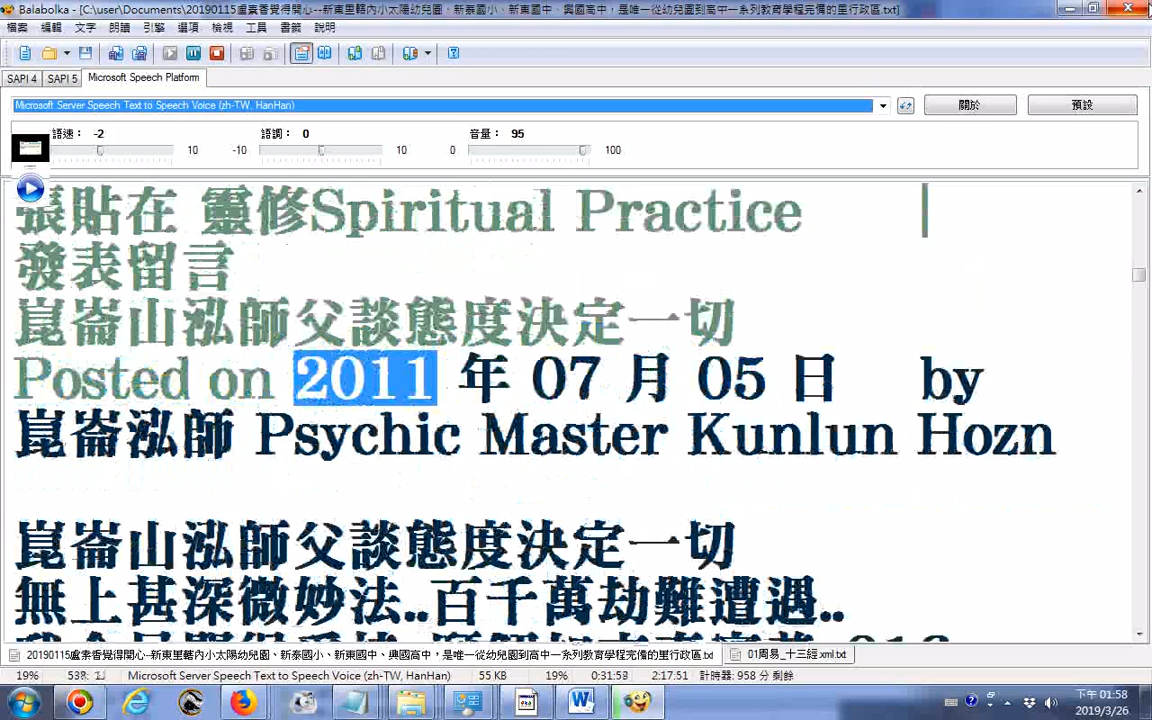 Balabolka - [C:\user\Documents\20190115盧素香覺得開心--新東里轄內小太陽幼兒園、新泰國小、新東國中、興國高中，是唯一從幼兒園到高中一系列教育學程完備的里行政區.txt]
檔案 編輯 文字 朗讀 引擎 選項 檢視 工具 書籤 說明
SAPI 4 SAPI 5 Microsoft Speech Platform
Microsoft Server Speech Text to Speech Voice (zh-TW, HanHan) 關於 預設
語速： -2 語調： 0 音量： 95
10 -10 10 0 100
張貼在 靈修Spiritual Practice |
發表留言
崑崙山泓師父談態度決定一切
Posted on 2011 年 07 月 05 日 by
崑崙泓師 Psychic Master Kunlun Hozn
崑崙山泓師父談態度決定一切
無上甚深微妙法..百千萬劫難遭遇..
20190115盧素香覺得開心--新東里轄內小太陽幼兒園、新泰國小、新東國中、興國高中，是唯一從幼兒園到高中一系列教育學程完備的里行政區.txt 01周易_十三經.xml.txt
19% Microsoft Server Speech Text to Speech Voice (zh-TW, HanHan) 55 KB 19% 0:31:53 2:17:51 計時器: 958 分 剩餘
下午 01:58
2019/3/26